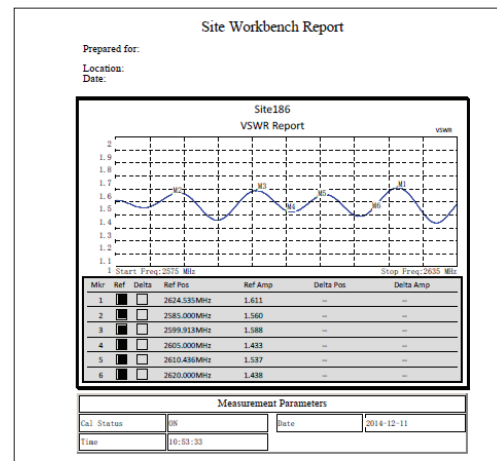 Site Workbench Report
Prepared for:
Location:
Date:
Site186
VSWR Report
VSWR
2
1.9
1.8
1.7
1.6
1.5
1.4
1.3
1.2
1.1
1
M2
M3
M4
M5
M6
M1
Start Freq:2575 MHz
Stop Freq:2635 MHz
Mkr Ref Delta Ref Pos Ref Amp Delta Pos Delta Amp
1 2624.535MHz 1.611 -- --
2 2585.000MHz 1.560 -- --
3 2599.913MHz 1.588 -- --
4 2605.000MHz 1.433 -- --
5 2610.436MHz 1.537 -- --
6 2620.000MHz 1.438 -- --
Measurement Parameters
Cal Status ON Date 2014-12-11
Time 10:53:33